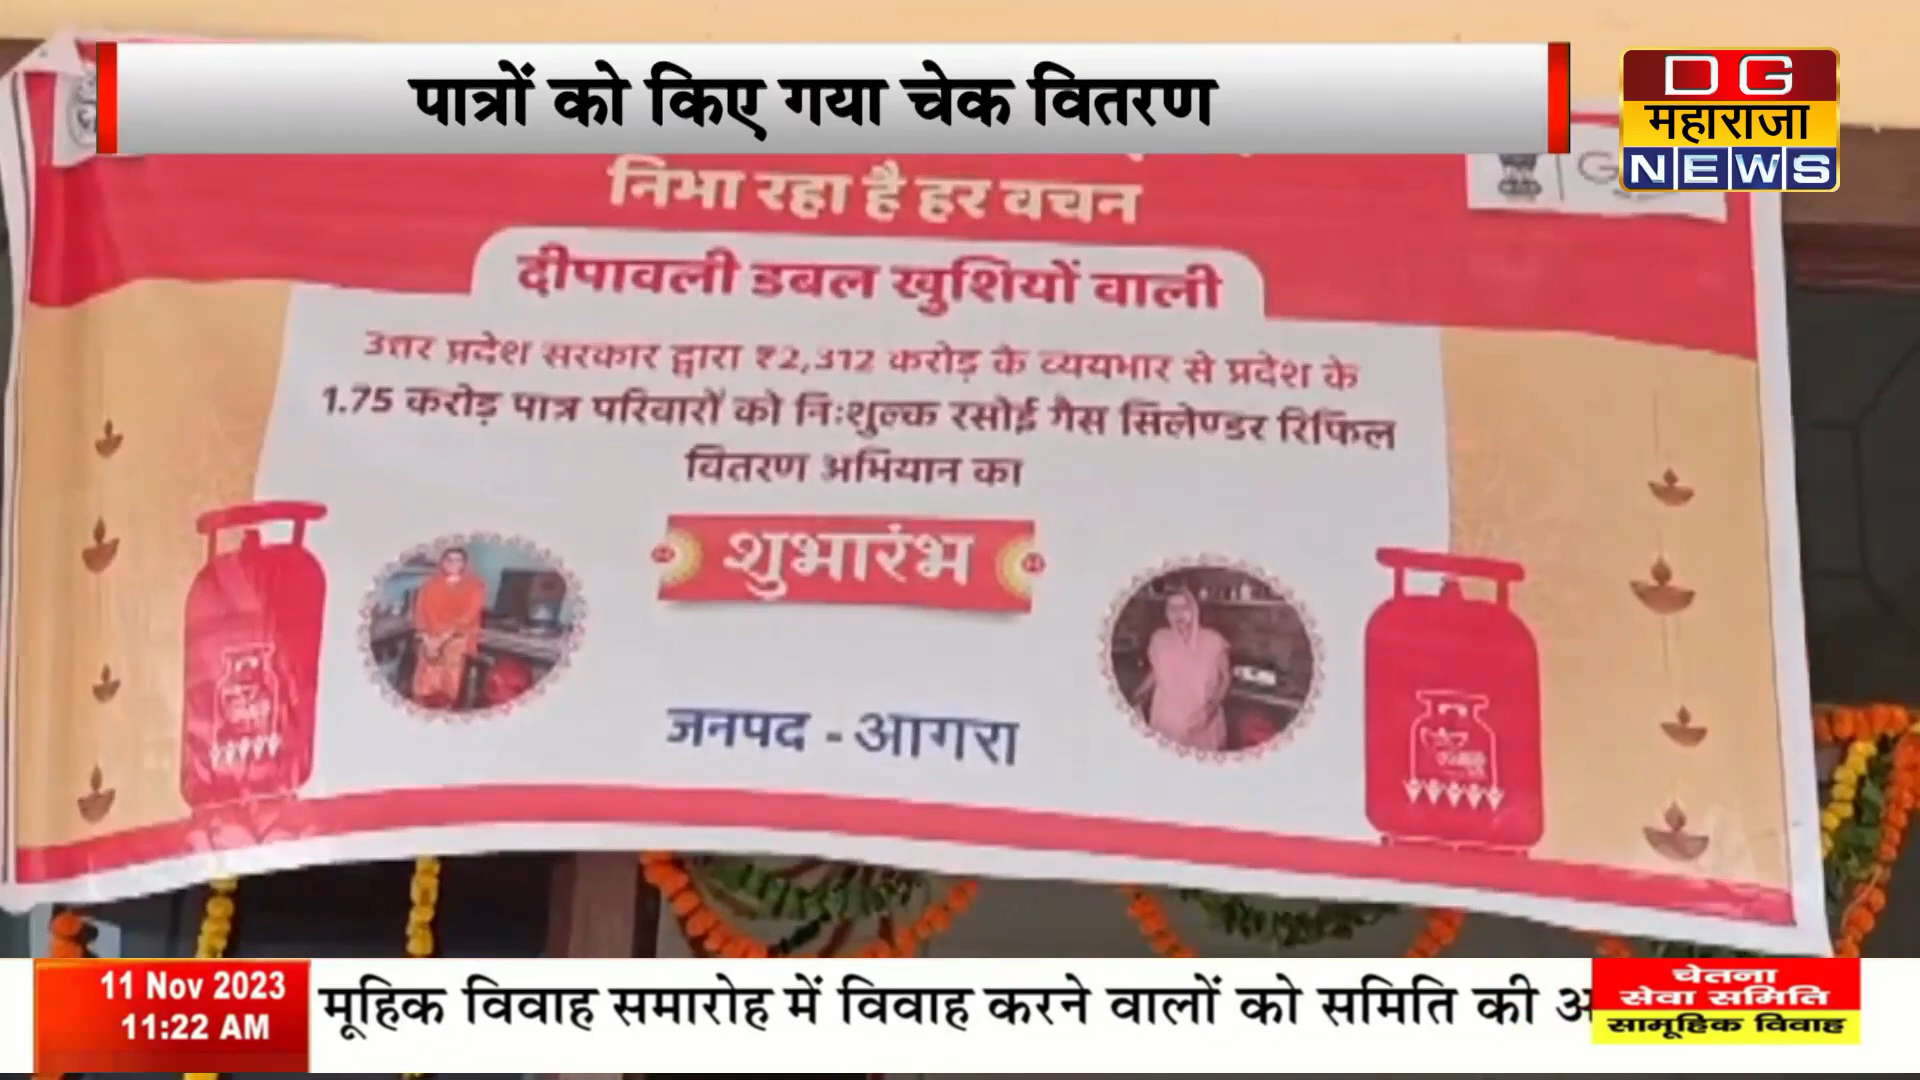 पात्रों को किए गया चेक वितरण
DG
महाराजा
NEWS
निभा रहा है हर वचन
दीपावली डबल खुशियों वाली
उत्तर प्रदेश सरकार द्वारा ₹2,312 करोड़ के व्ययभार से प्रदेश के
1.75 करोड़ पात्र परिवारों को निःशुल्क रसोई गैस सिलेण्डर रिफिल
वितरण अभियान का
शुभारंभ
जनपद - आगरा
11 Nov 2023
11:22 AM
मूहिक विवाह समारोह में विवाह करने वालों को समिति की
चेतना
सेवा समिति
सामूहिक विवाह